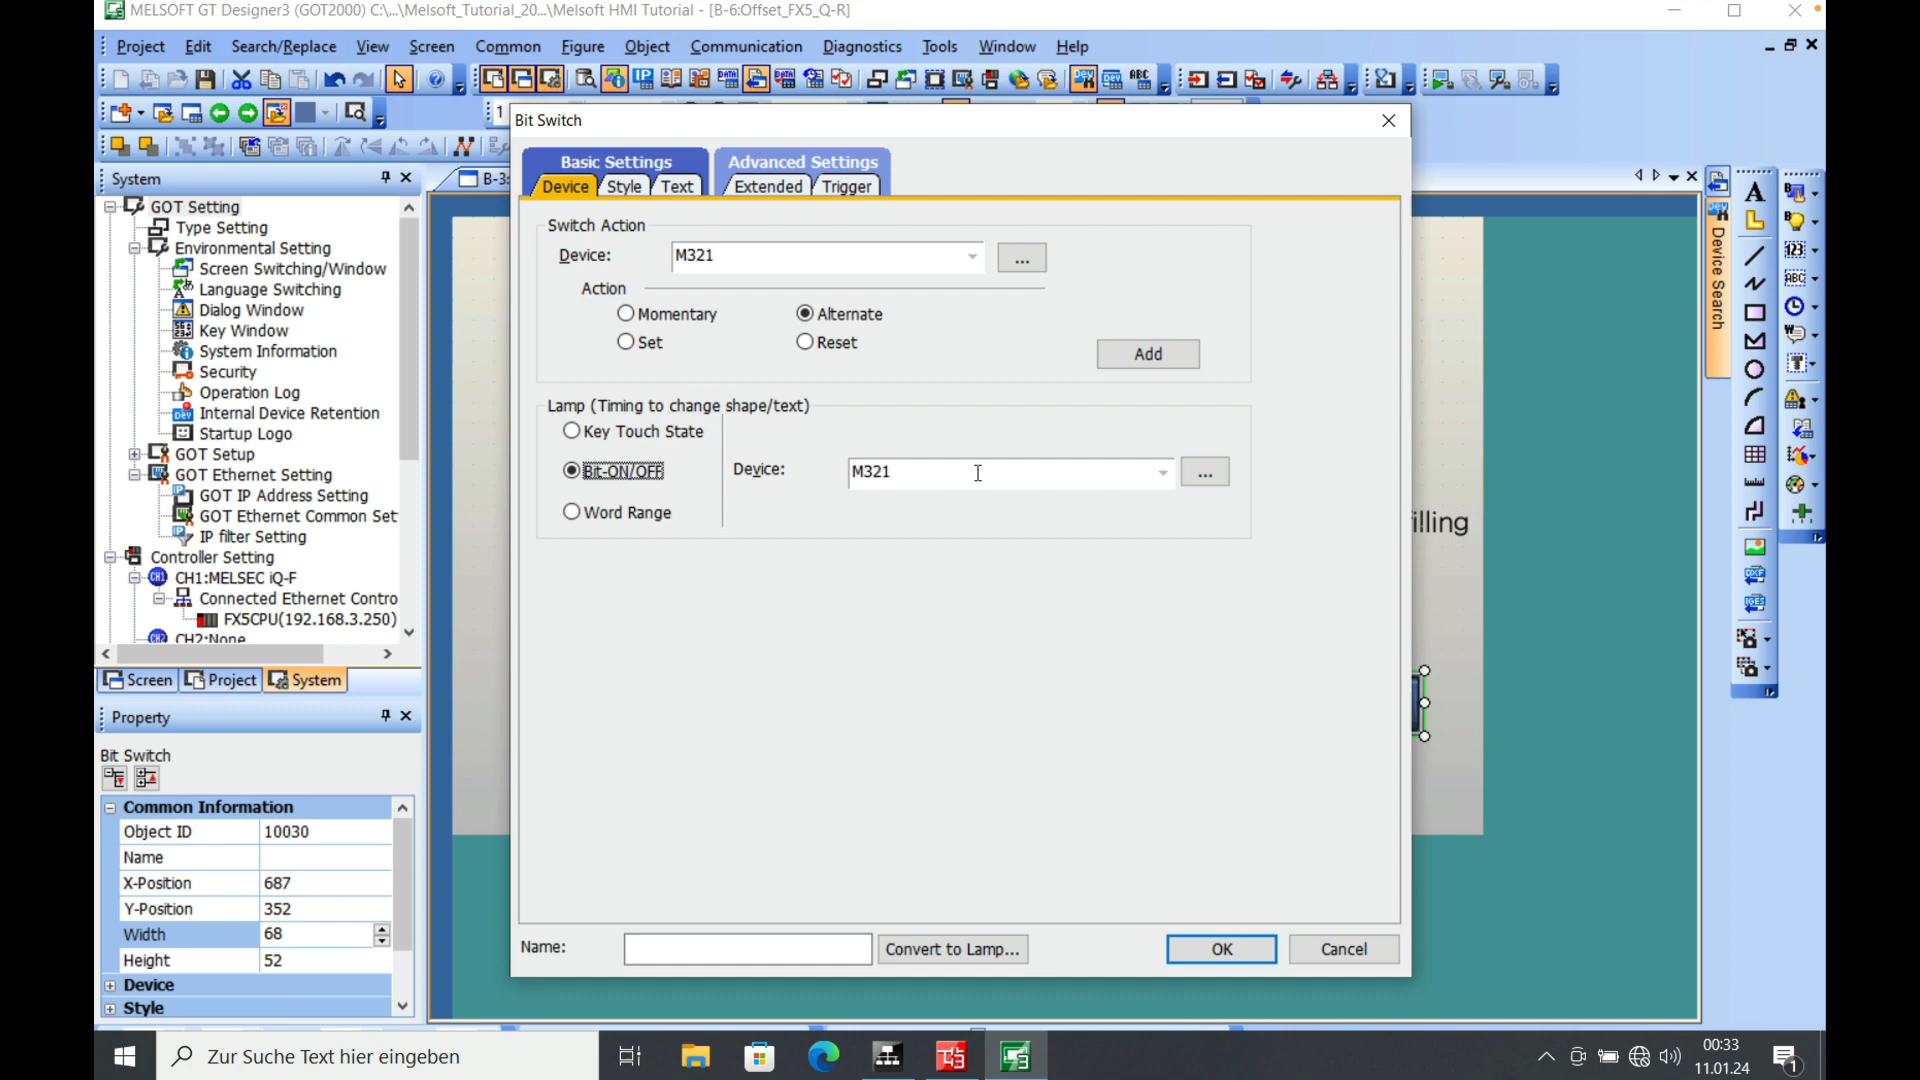 MELSOFT GT Designer3 (GOT2000) C:\...\Melsoft_Tutorial_20...\Melsoft HMI Tutorial - [B-6:Offset_FX5_Q-R]
Project Edit Search/Replace View Screen Common Figure Object Communication Diagnostics Tools Window Help
1
Bit Switch
Basic Settings
Advanced Settings
Device Style Text
Extended Trigger
System
B-3:
GOT Setting
Type Setting
Environmental Setting
Screen Switching/Window
Language Switching
Dialog Window
Key Window
System Information
Security
Operation Log
Internal Device Retention
Startup Logo
GOT Setup
GOT Ethernet Setting
GOT IP Address Setting
GOT Ethernet Common Set
IP filter Setting
Controller Setting
CH1:MELSEC iQ-F
Connected Ethernet Contro
FX5CPU(192.168.3.250)
CH2:None
Screen Project System
Switch Action
Device: M321 ...
Action
Momentary Alternate
Set Reset
Add
Lamp (Timing to change shape/text)
Key Touch State
Bit-ON/OFF
Device: M321 ...
Word Range
Device Search
illing
Property
Bit Switch
Common Information
Object ID 10030
Name
X-Position 687
Y-Position 352
Width 68
Height 52
Device
Style
Name:
Convert to Lamp...
OK
Cancel
Zur Suche Text hier eingeben
00:33
11.01.24
1